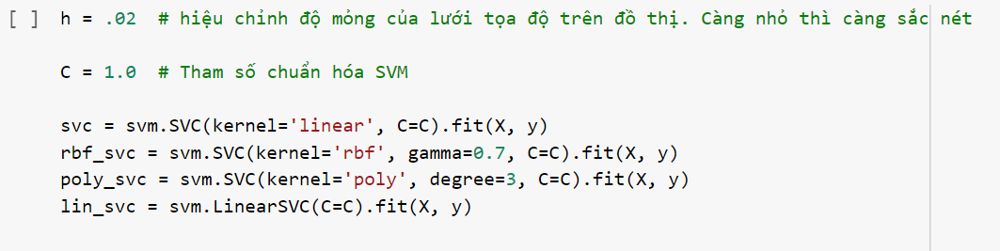 [ ] h = .02 # hiệu chỉnh độ mỏng của lưới tọa độ trên đồ thị. Càng nhỏ thì càng sắc nét
C = 1.0 # Tham số chuẩn hóa SVM
svc = svm.SVC(kernel='linear', C=C).fit(X, y)
rbf_svc = svm.SVC(kernel='rbf', gamma=0.7, C=C).fit(X, y)
poly_svc = svm.SVC(kernel='poly', degree=3, C=C).fit(X, y)
lin_svc = svm.LinearSVC(C=C).fit(X, y)